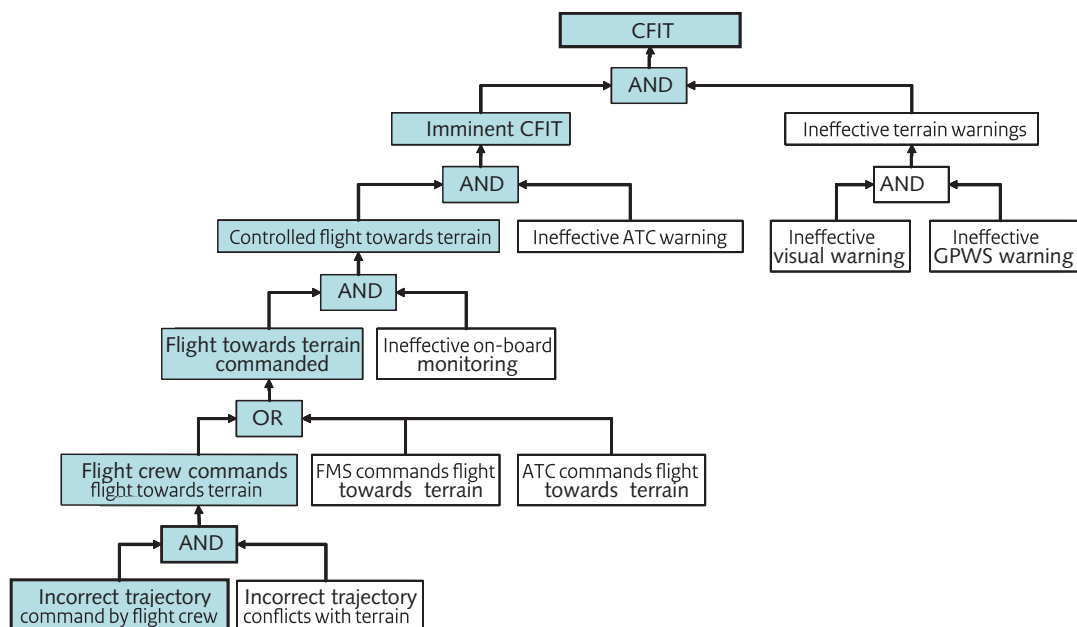 CFIT
AND
Imminent CFIT
Ineffective terrain warnings
AND
AND
Controlled flight towards terrain
Ineffective ATC warning
Ineffective
visual warning
Ineffective
GPWS warning
AND
Flight towards terrain
commanded
Ineffective on-board
monitoring
OR
Flight crew commands
flight towards terrain
FMS commands flight
towards terrain
ATC commands flight
towards terrain
AND
Incorrect trajectory
command by flight crew
Incorrect trajectory
conflicts with terrain